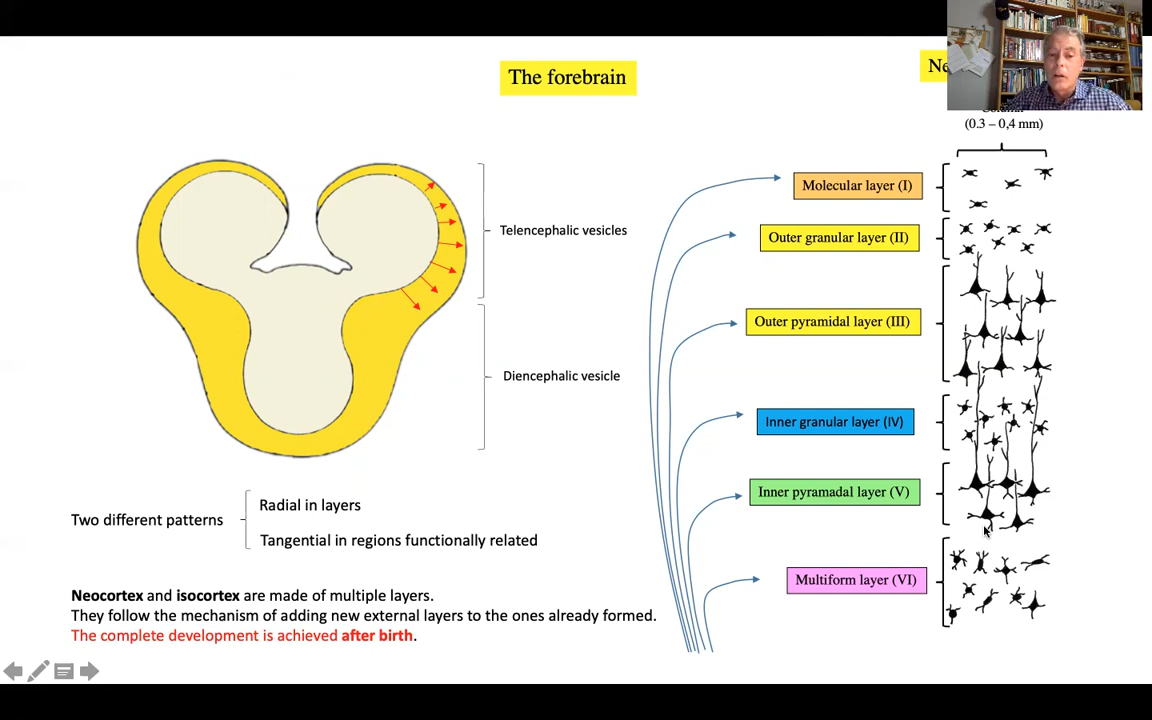 The forebrain
(0.3 – 0,4 mm)
Molecular layer (I)
Outer granular layer (II)
Telencephalic vesicles
Outer pyramidal layer (III)
Diencephalic vesicle
Inner granular layer (IV)
Inner pyramadal layer (V)
Radial in layers
Two different patterns
Tangential in regions functionally related
Multiform layer (VI)
Neocortex and isocortex are made of multiple layers.
They follow the mechanism of adding new external layers to the ones already formed.
The complete development is achieved after birth.